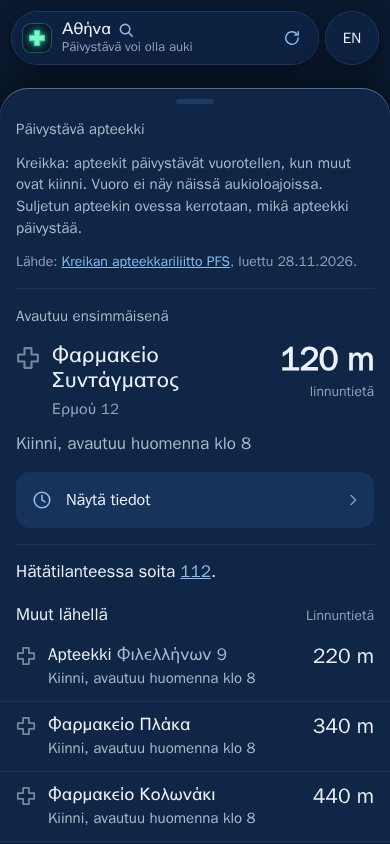 Αθήνα
Päivystävä voi olla auki
EN
Päivystävä apteekki
Kreikka: apteekit päivystävät vuorotellen, kun muut
ovat kiinni. Vuoro ei näy näissä aukioloajoissa.
Suljetun apteekin ovessa kerrotaan, mikä apteekki
päivystää.
Lähde: Kreikan apteekkariliitto PFS, luettu 28.11.2026.
Avautuu ensimmäisenä
Φαρμακείο
Συντάγματος
120 m
Ερμού 12
linnuntietä
Kiinni, avautuu huomenna klo 8
Näytä tiedot
Hätätilanteessa soita 112.
Muut lähellä
Linnuntietä
Apteekki Φιλελλήνων 9
220 m
Kiinni, avautuu huomenna klo 8
Φαρμακείο Πλάκα
340 m
Kiinni, avautuu huomenna klo 8
Φαρμακείο Κολωνάκι
440 m
Kiinni, avautuu huomenna klo 8